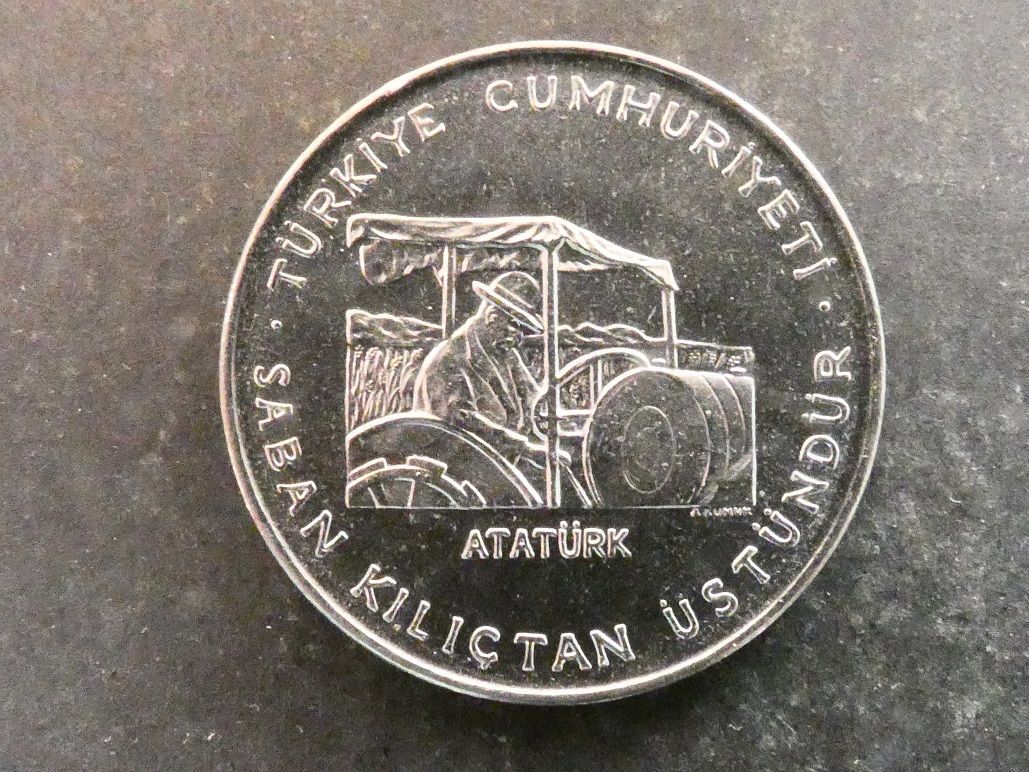 TÜRKİYE CUMHURİYETİ
· SABAN KILIÇTAN ÜSTÜNDÜR ·
ATATÜRK